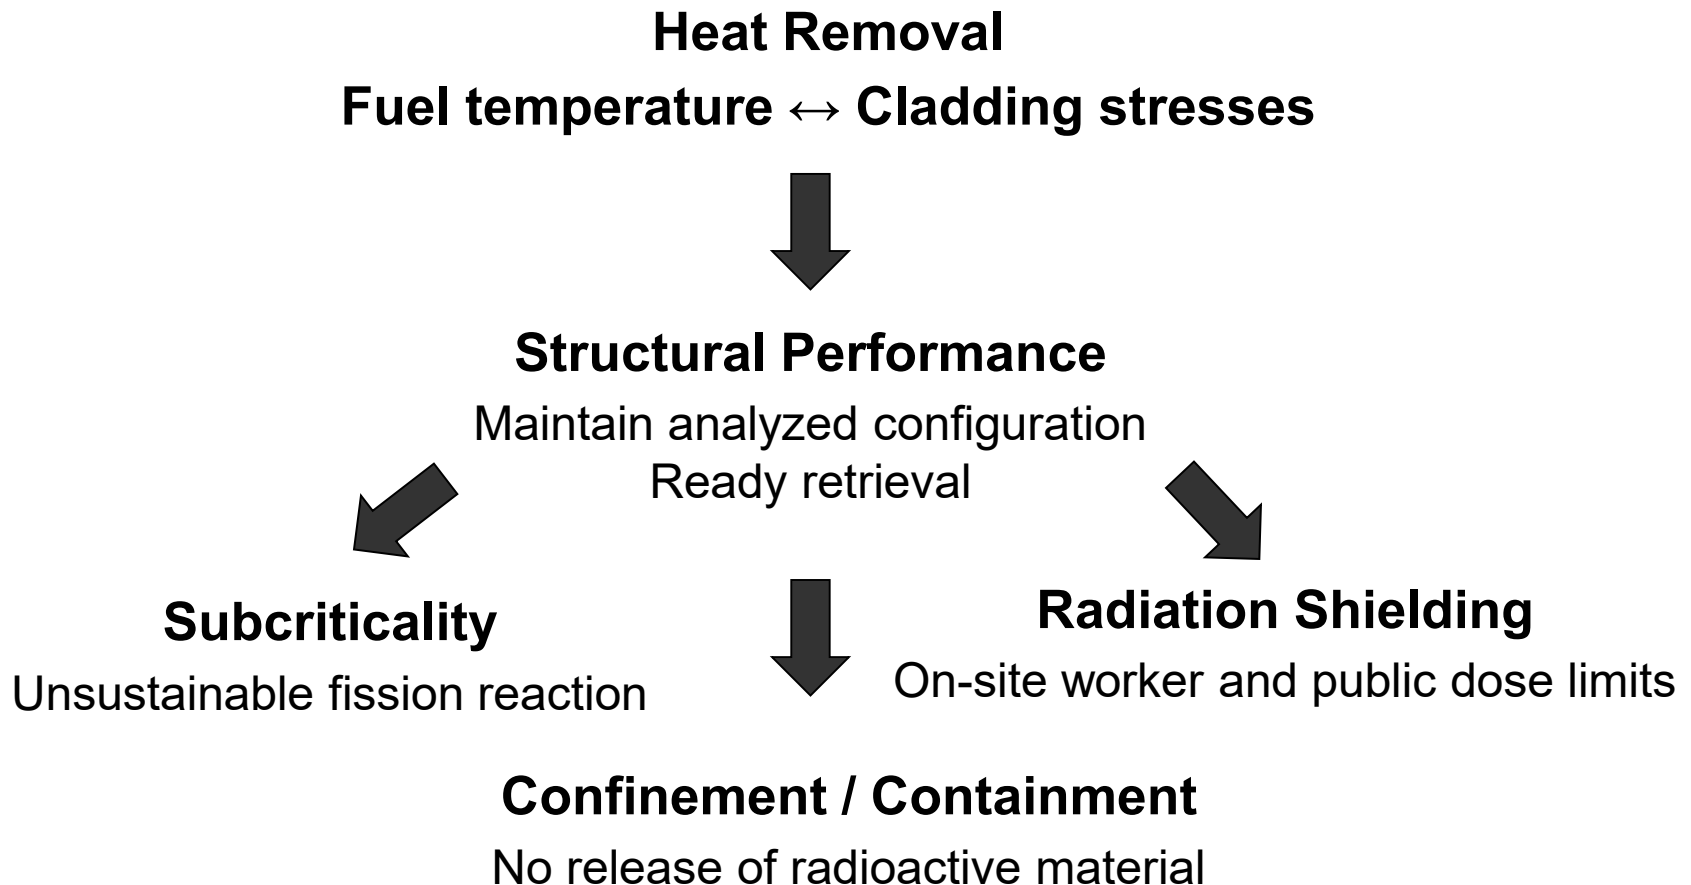 Heat Removal
Fuel temperature ↔ Cladding stresses
Structural Performance
Maintain analyzed configuration
Ready retrieval
Subcriticality
Unsustainable fission reaction
Radiation Shielding
On-site worker and public dose limits
Confinement / Containment
No release of radioactive material